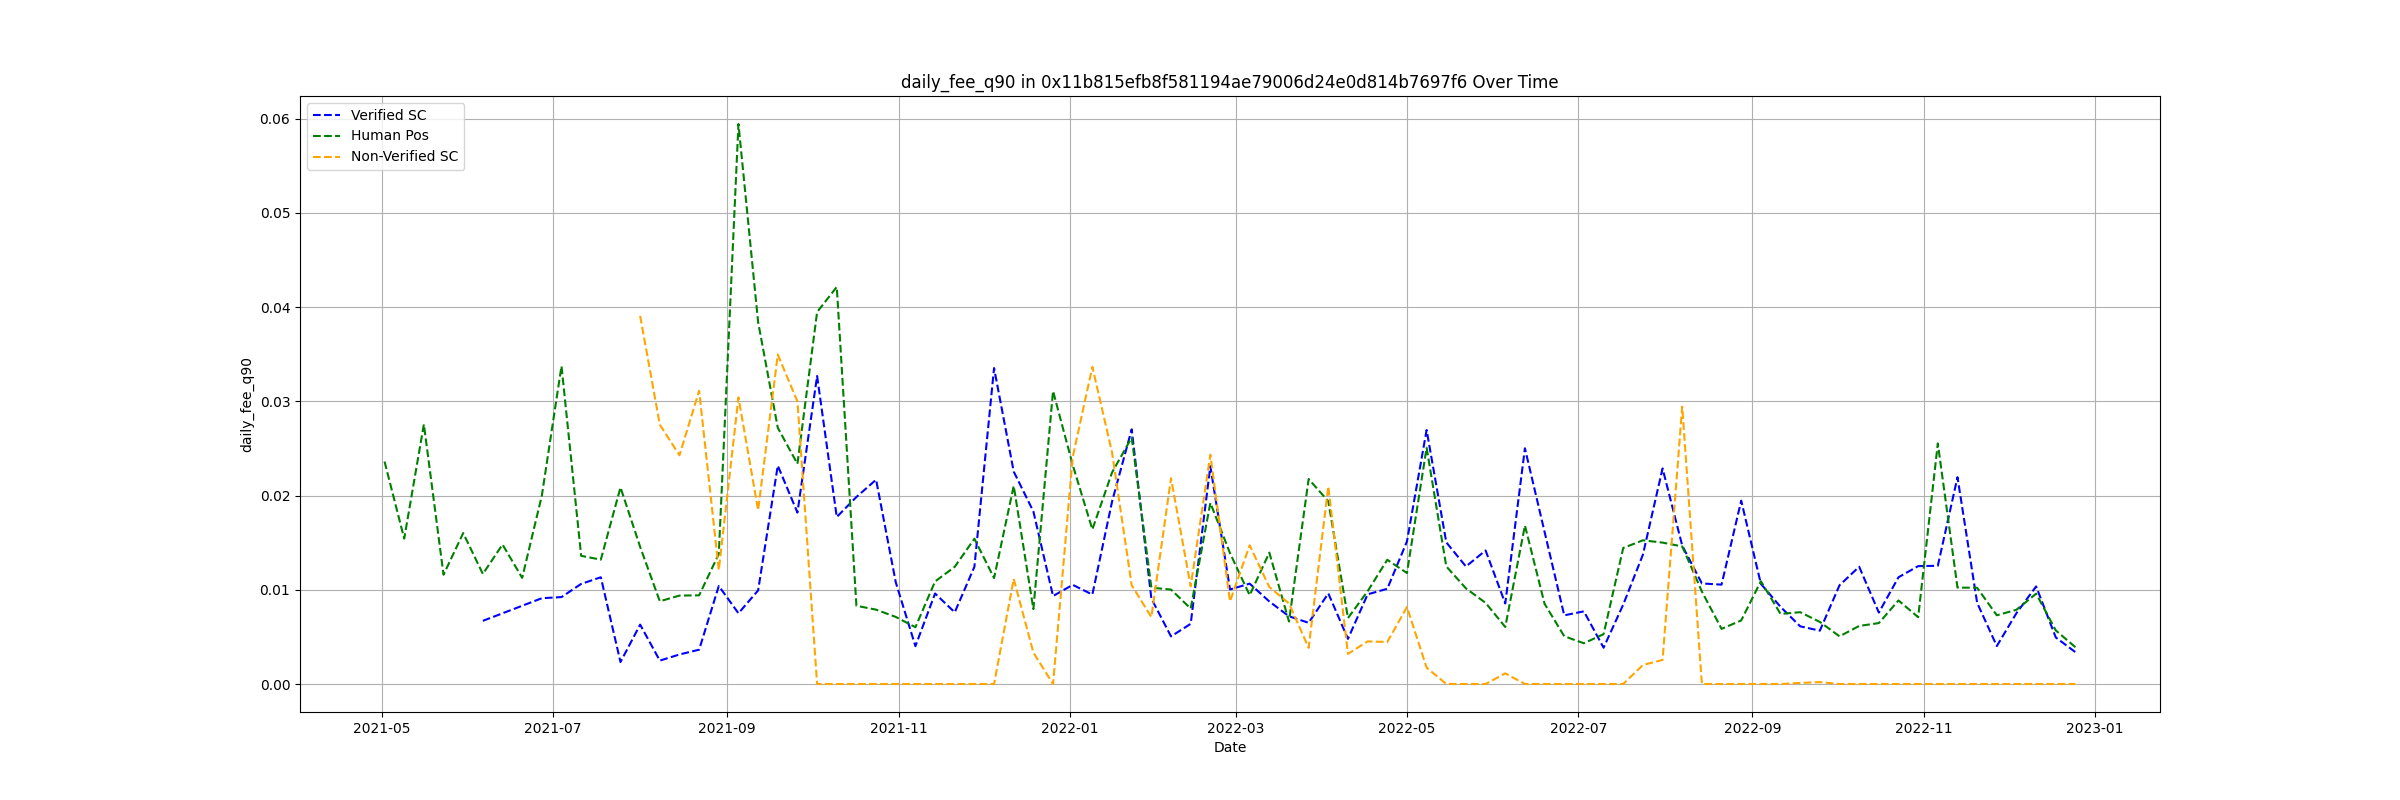 daily_fee_q90 in 0x11b815efb8f581194ae79006d24e0d814b7697f6 Over Time
Verified SC
Human Pos
Non-Verified SC
daily_fee_q90
0.06
0.05
0.04
0.03
0.02
0.01
0.00
2021-05 2021-07 2021-09 2021-11 2022-01 2022-03 2022-05 2022-07 2022-09 2022-11 2023-01
Date